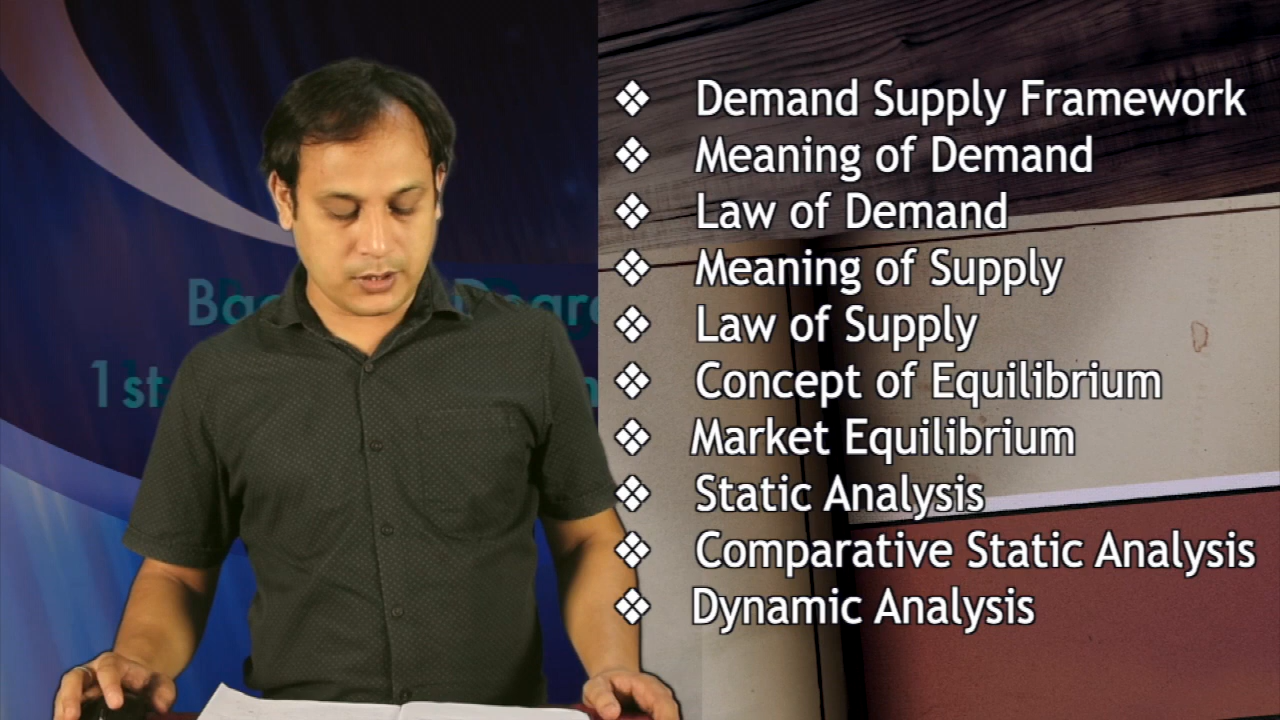 Demand Supply Framework
Meaning of Demand
Law of Demand
Meaning of Supply
Law of Supply
Concept of Equilibrium
Market Equilibrium
Static Analysis
Comparative Static Analysis
Dynamic Analysis
1st